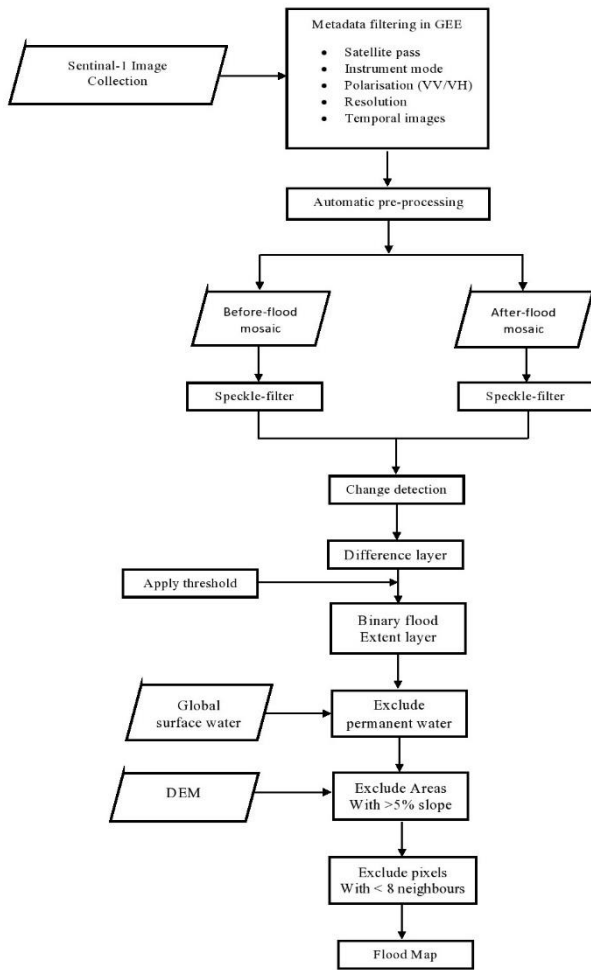 Metadata filtering in GEE
Sentinal-1 Image
Collection
• Satellite pass
• Instrument mode
• Polarisation (VV/VH)
• Resolution
• Temporal images
Automatic pre-processing
Before-flood
mosaic
After-flood
mosaic
Speckle-filter
Speckle-filter
Change detection
Difference layer
Apply threshold
Binary flood
Extent layer
Global
surface water
Exclude
permanent water
DEM
Exclude Areas
With >5% slope
Exclude pixels
With < 8 neighbours
Flood Map